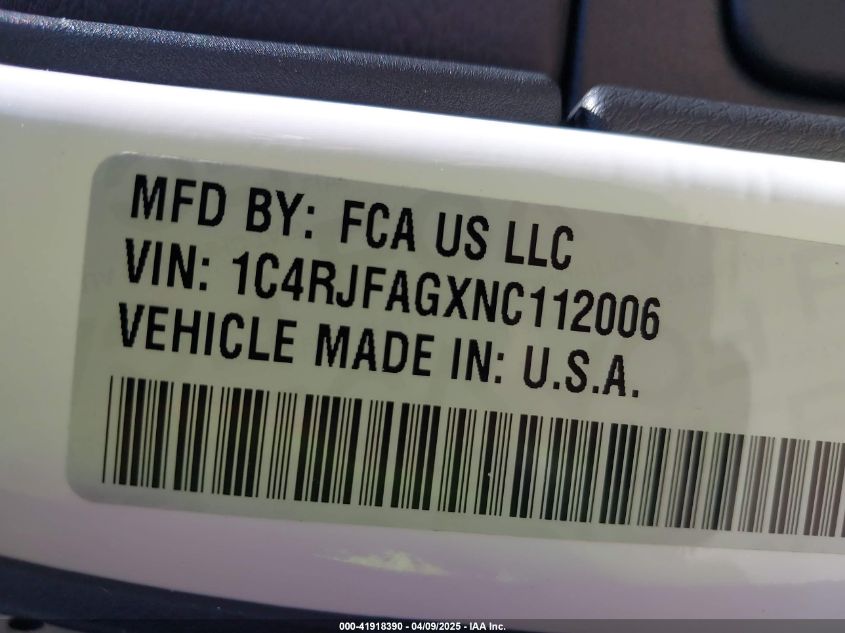 MFD BY: FCA US LLC
VIN: 1C4RJFAGXNC112006
VEHICLE MADE IN: U.S.A.
000-41918390 - 04/09/2025 - IAA Inc.